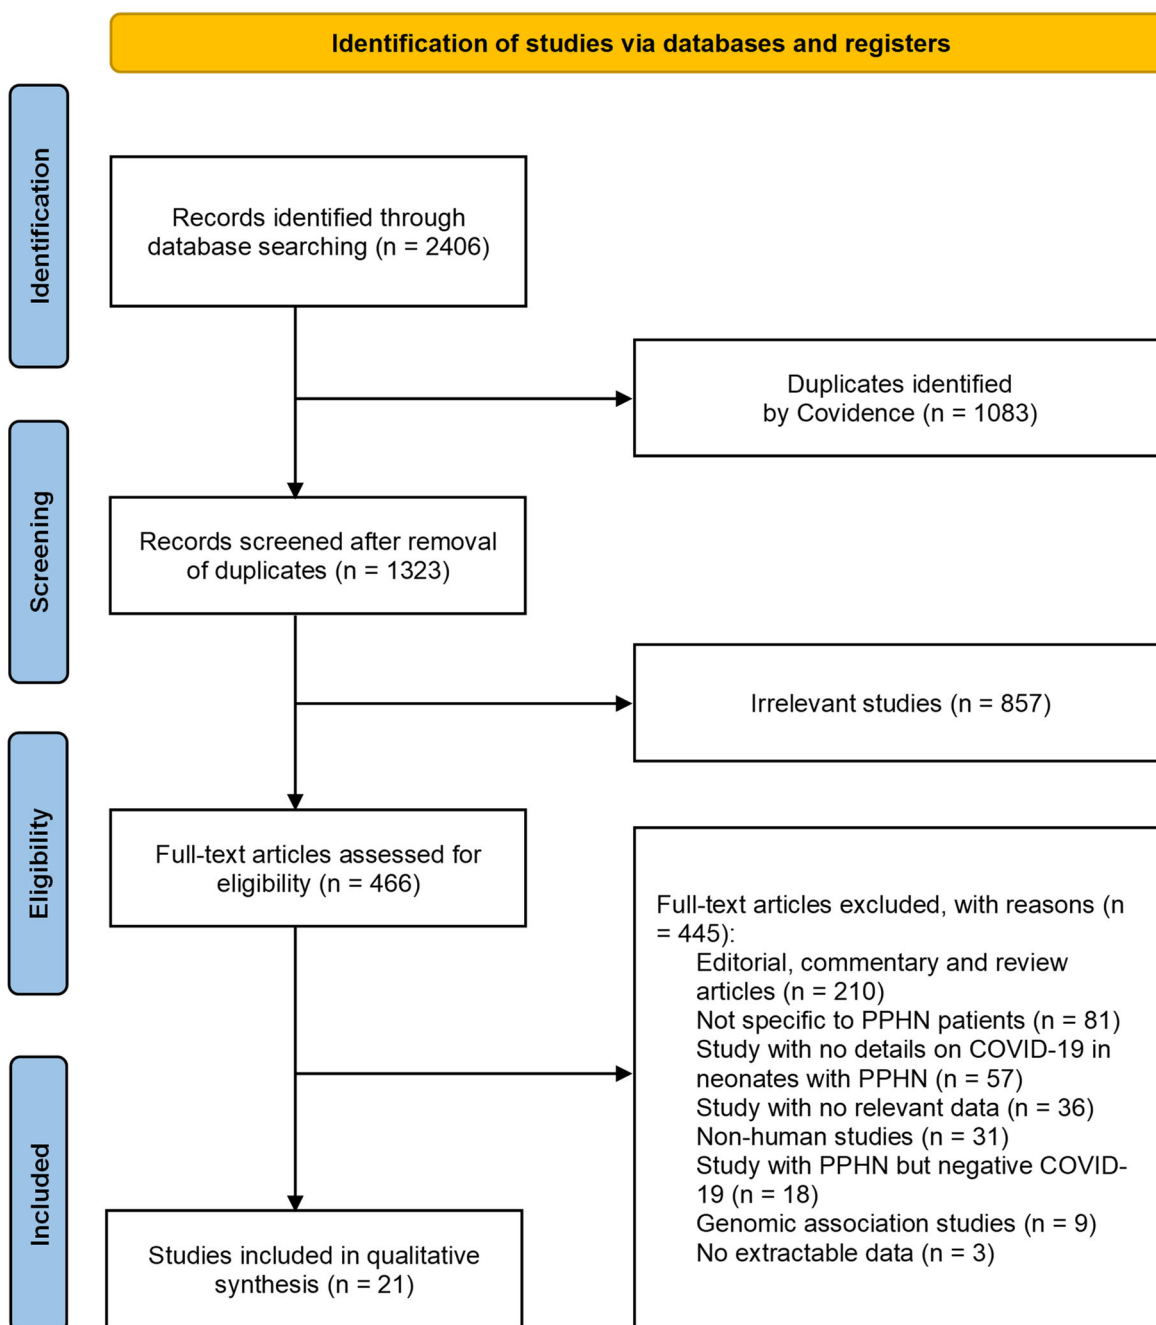 Identification of studies via databases and registers
Identification
Records identified through
database searching (n = 2406)
Duplicates identified
by Covidence (n = 1083)
Screening
Records screened after removal
of duplicates (n = 1323)
Irrelevant studies (n = 857)
Eligibility
Full-text articles assessed for
eligibility (n = 466)
Full-text articles excluded, with reasons (n
= 445):
Editorial, commentary and review
articles (n = 210)
Not specific to PPHN patients (n = 81)
Study with no details on COVID-19 in
neonates with PPHN (n = 57)
Study with no relevant data (n = 36)
Non-human studies (n = 31)
Study with PPHN but negative COVID-
19 (n = 18)
Genomic association studies (n = 9)
No extractable data (n = 3)
Included
Studies included in qualitative
synthesis (n = 21)